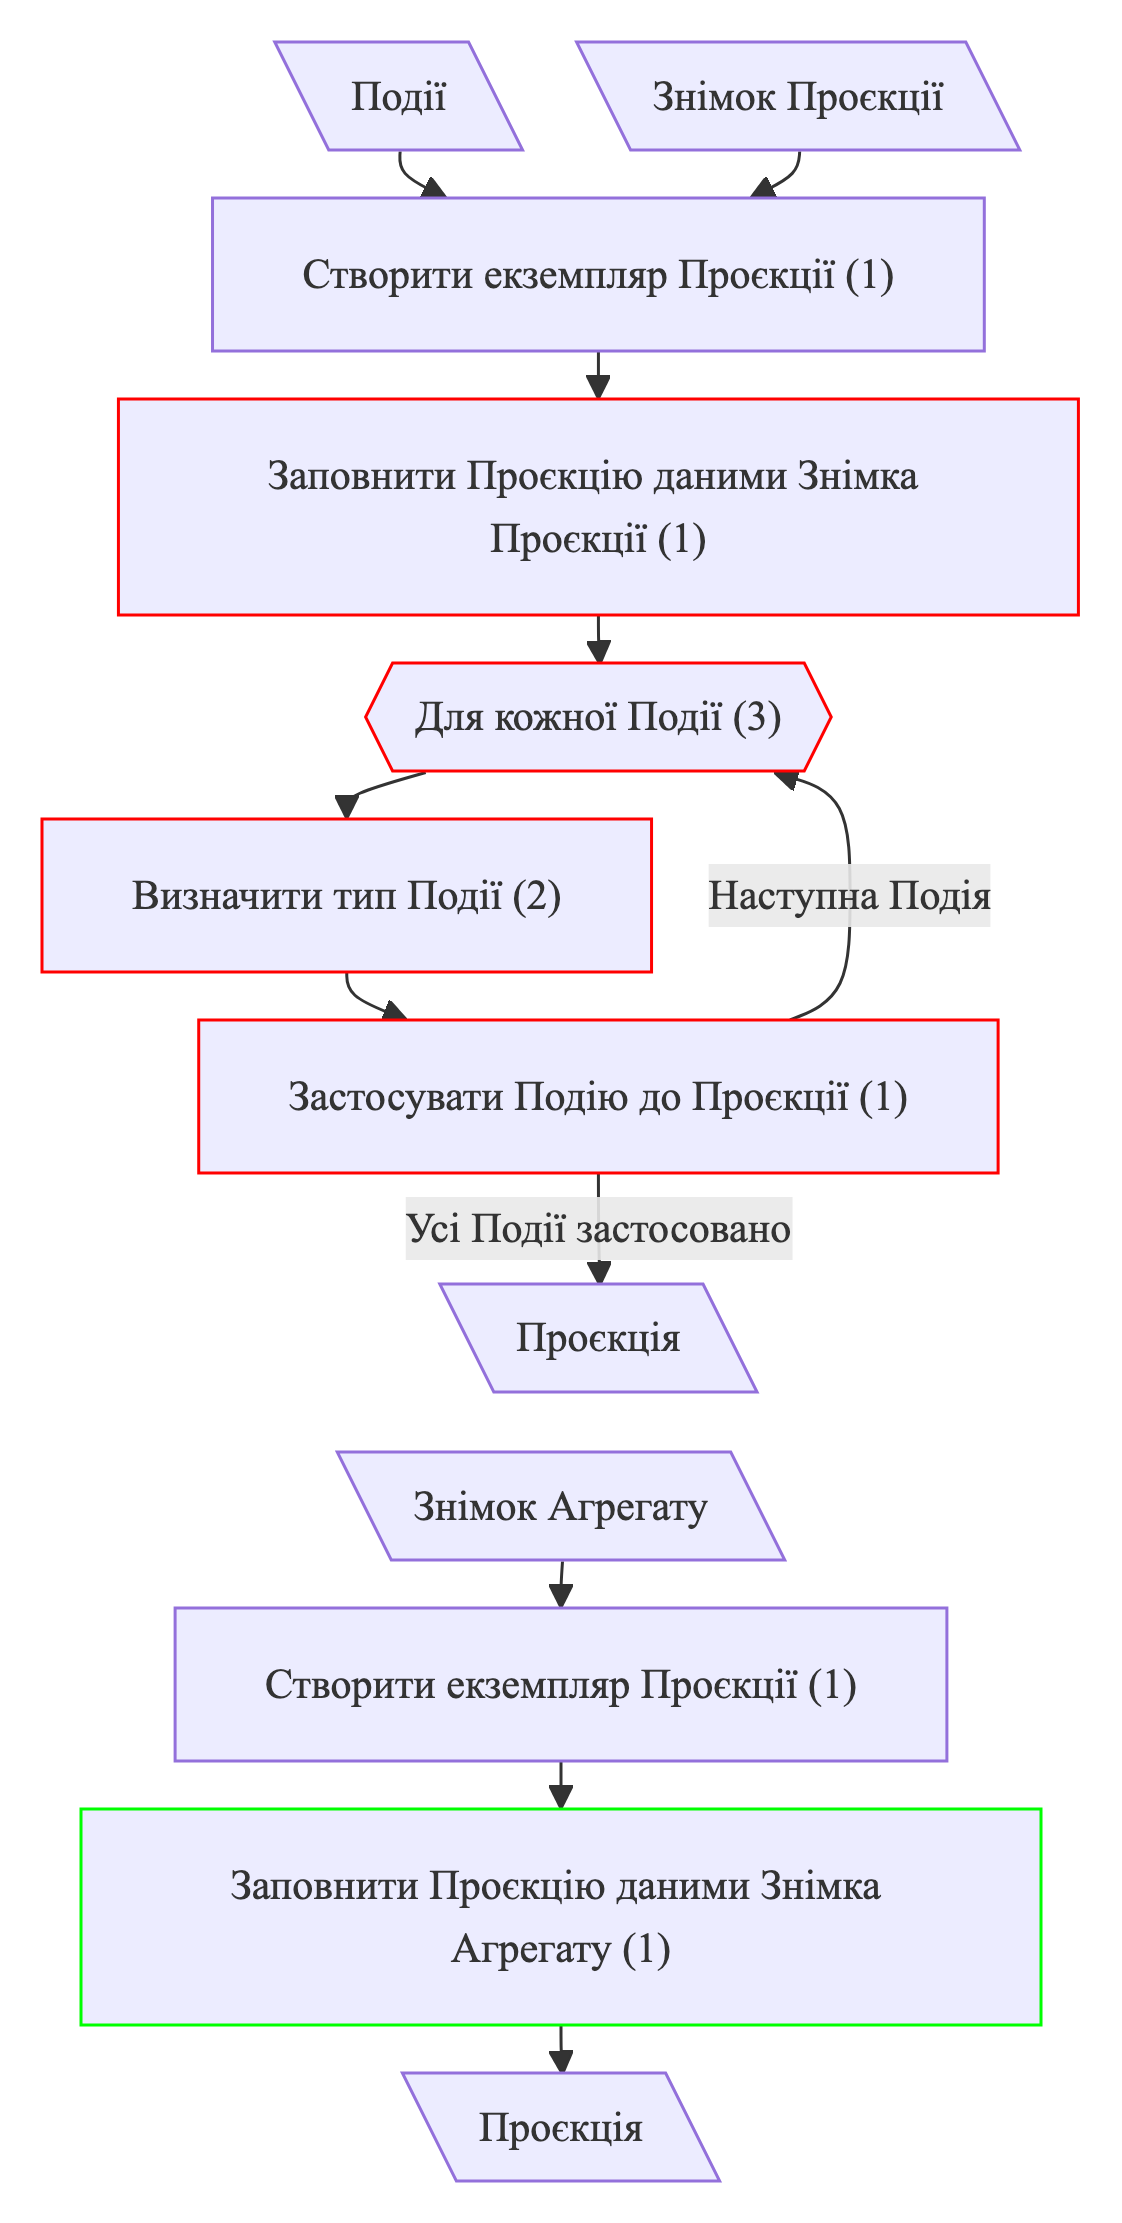 Події
Знімок Проєкції
Створити екземпляр Проєкції (1)
Заповнити Проєкцію даними Знімка
Проєкції (1)
Для кожної Події (3)
Визначити тип Події (2)
Наступна Подія
Застосувати Подію до Проєкції (1)
Усі Події застосовано
Проєкція
Знімок Агрегату
Створити екземпляр Проєкції (1)
Заповнити Проєкцію даними Знімка
Агрегату (1)
Проєкція